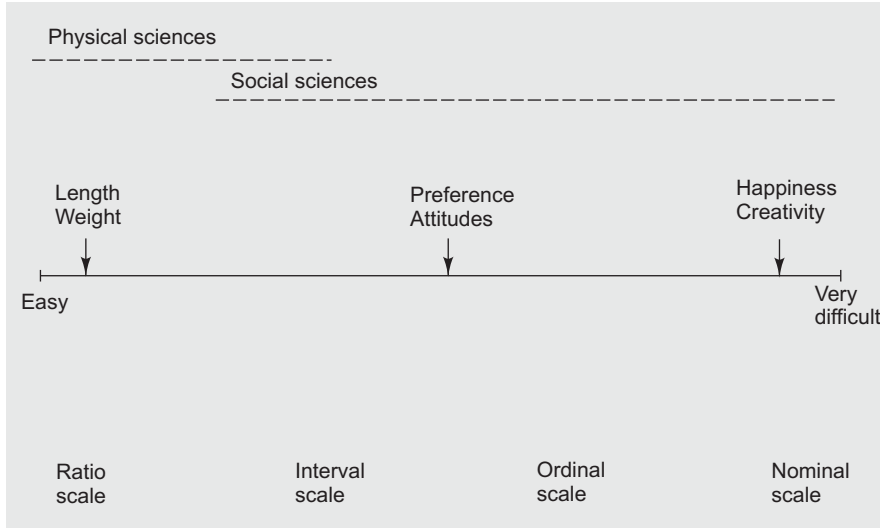 Physical sciences
Social sciences
Length
Weight
Preference
Attitudes
Happiness
Creativity
Easy
Very
difficult
Ratio
scale
Interval
scale
Ordinal
scale
Nominal
scale